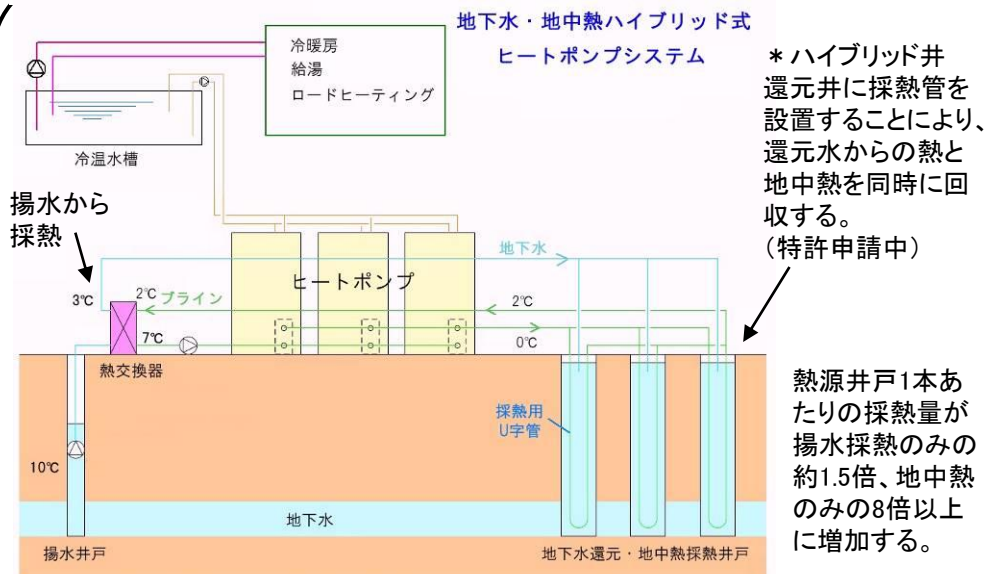 地下水・地中熱ハイブリッド式
ヒートポンプシステム
冷暖房
給湯
ロードヒーティング
冷温水槽
＊ハイブリッド井
還元井に採熱管を
設置することにより、
還元水からの熱と
地中熱を同時に回
収する。
（特許申請中）
揚水から
採熱
地下水
ヒートポンプ
3℃
2℃
ブライン
2℃
7℃
0℃
熱交換器
採熱用
U字管
10℃
地下水
揚水井戸
地下水還元・地中熱採熱井戸
熱源井戸1本あ
たりの採熱量が
揚水採熱のみの
約1.5倍、地中熱
のみの8倍以上
に増加する。